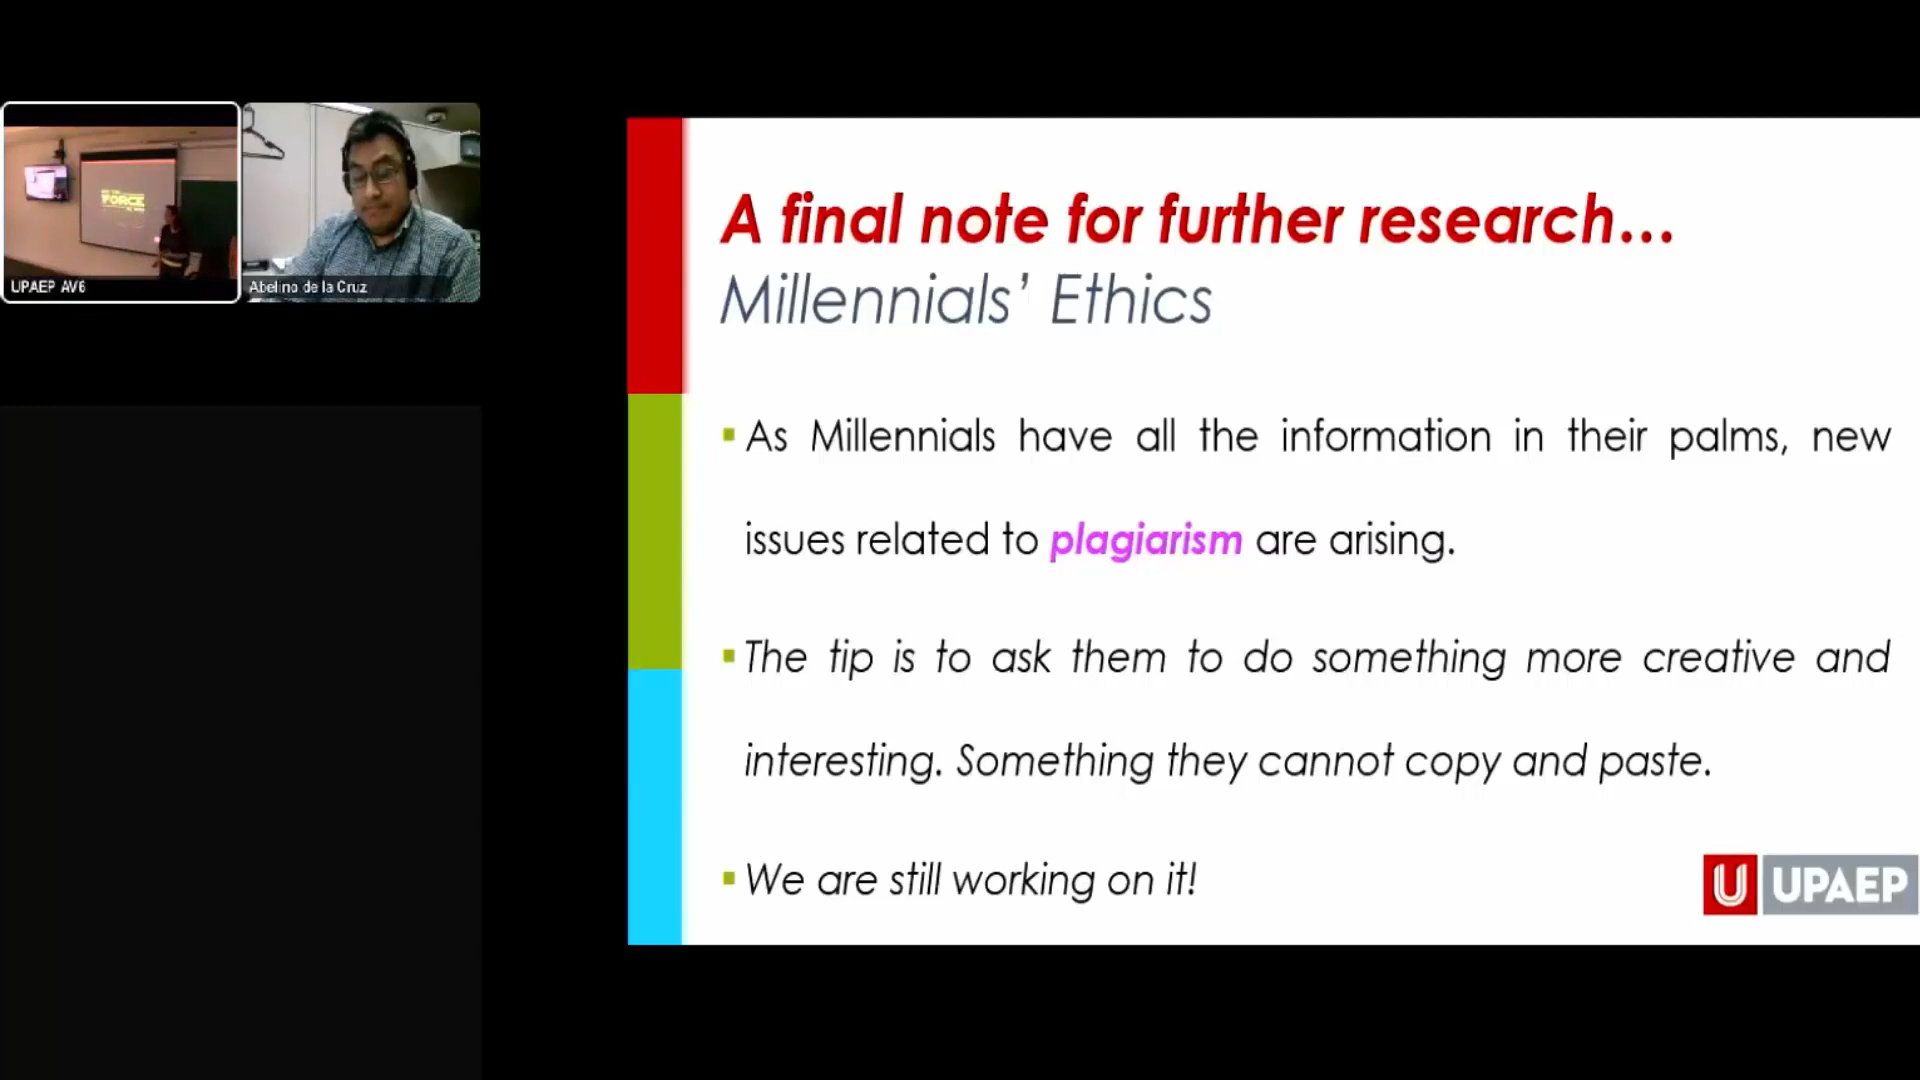 FORCE
UPAEP AV6
Abelino de la Cruz
A final note for further research...
Millennials’ Ethics
▪ As Millennials have all the information in their palms, new
issues related to plagiarism are arising.
▪ The tip is to ask them to do something more creative and
interesting. Something they cannot copy and paste.
▪ We are still working on it!
U UPAEP